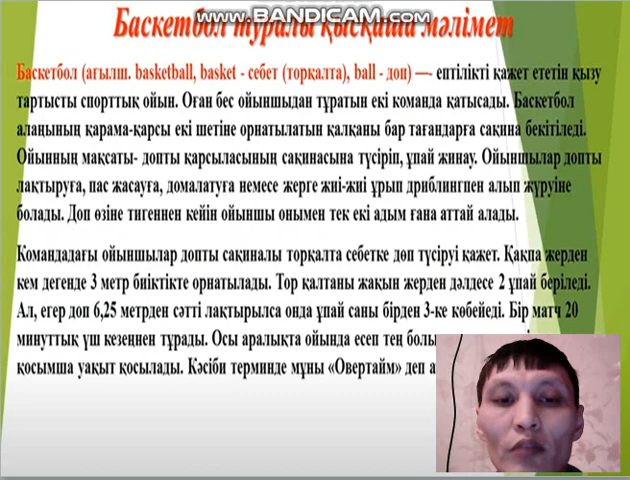 www.BANDICAM.com
Баскетбол туралы қысқаша мәлімет
Баскетбол (ағылш. basketball, basket - себет (торқалта), ball - доп) —- ептілікті қажет ететін қызу
тартысты спорттық ойын. Оған бес ойыншыдан тұратын екі команда қатысады. Баскетбол
алаңының қарама-қарсы екі шетіне орнатылатын қалқаны бар тағандарға сақина бекітіледі.
Ойынның мақсаты- допты қарсыласының сақинасына түсіріп, ұпай жинау. Ойыншылар допты
лақтыруға, пас жасауға, домалатуға немесе жерге жиі-жиі ұрып дриблингпен алып жүруіне
болады. Доп өзіне тигеннен кейін ойыншы онымен тек екі адым ғана аттай алады.
Командадағы ойыншылар допты сақиналы торқалта себетке дөп түсіруі қажет. Қақпа жерден
кем дегенде 3 метр биіктікте орнатылады. Тор қалтаны жақын жерден дәлдесе 2 ұпай беріледі.
Ал, егер доп 6,25 метрден сәтті лақтырылса онда ұпай саны бірден 3-ке көбейеді. Бір матч 20
минуттық үш кезеңнен тұрады. Осы аралықта ойында есеп тең
қосымша уақыт қосылады. Кәсіби терминде мұны «Овертайм» деп